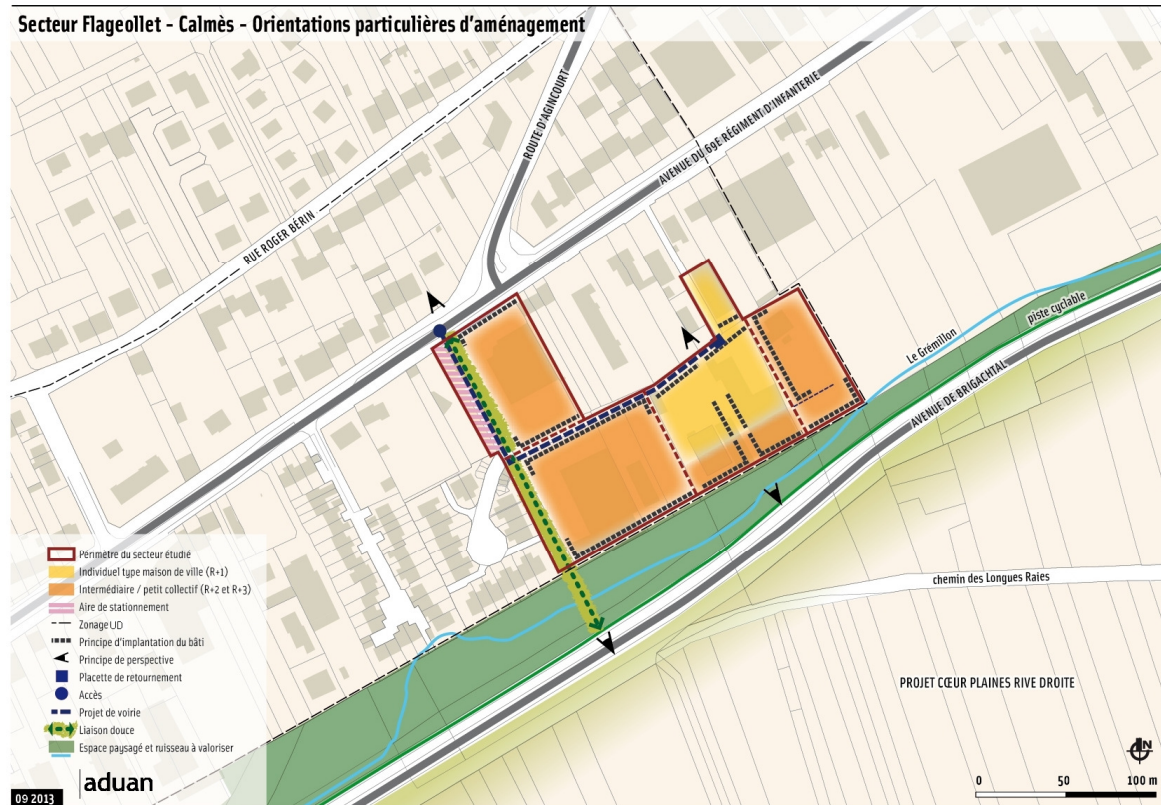 Secteur Flageollet - Calmès - Orientations particulières d'aménagement
ROUTE D'AGINCOURT
AVENUE DU 69E RÉGIMENT D'INFANTERIE
RUE ROGER BÉRIN
Le Grémillon
piste cyclable
AVENUE DE BRIGACHTAL
chemin des Longues Raies
PROJET CŒUR PLAINES RIVE DROITE
Périmètre du secteur étudié
Individuel type maison de ville (R+1)
Intermédiaire / petit collectif (R+2 et R+3)
Aire de stationnement
Zonage UD
Principe d'implantation du bâti
Principe de perspective
Placette de retournement
Accès
Projet de voirie
Liaison douce
Espace paysagé et ruisseau à valoriser
aduan
09 2013
N
0 50 100 m